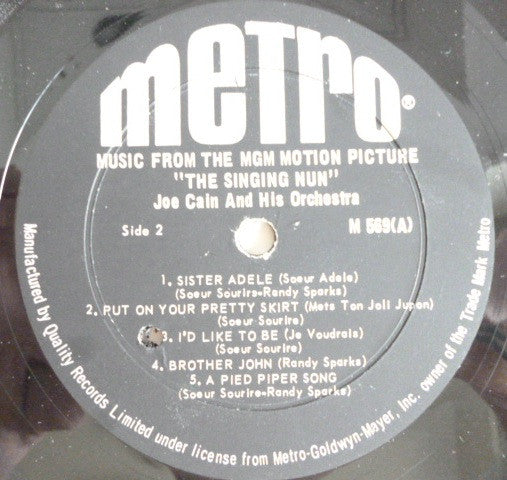 metro®
MUSIC FROM THE MGM MOTION PICTURE
"THE SINGING NUN"
Joe Cain And His Orchestra
Side 2 M 569(A)
1. SISTER ADELE (Soeur Adele)
(Soeur Sourire-Randy Sparks)
2. PUT ON YOUR PRETTY SKIRT (Mets Ton Joli Jupon)
(Soeur Sourire)
3. I'D LIKE TO BE (Je Voudrais)
(Soeur Sourire)
4. BROTHER JOHN (Randy Sparks)
5. A PIED PIPER SONG
(Soeur Sourire-Randy Sparks)
Manufactured by Quality Records Limited under license from Metro-Goldwyn-Mayer, Inc. owner of the Trade Mark Metro